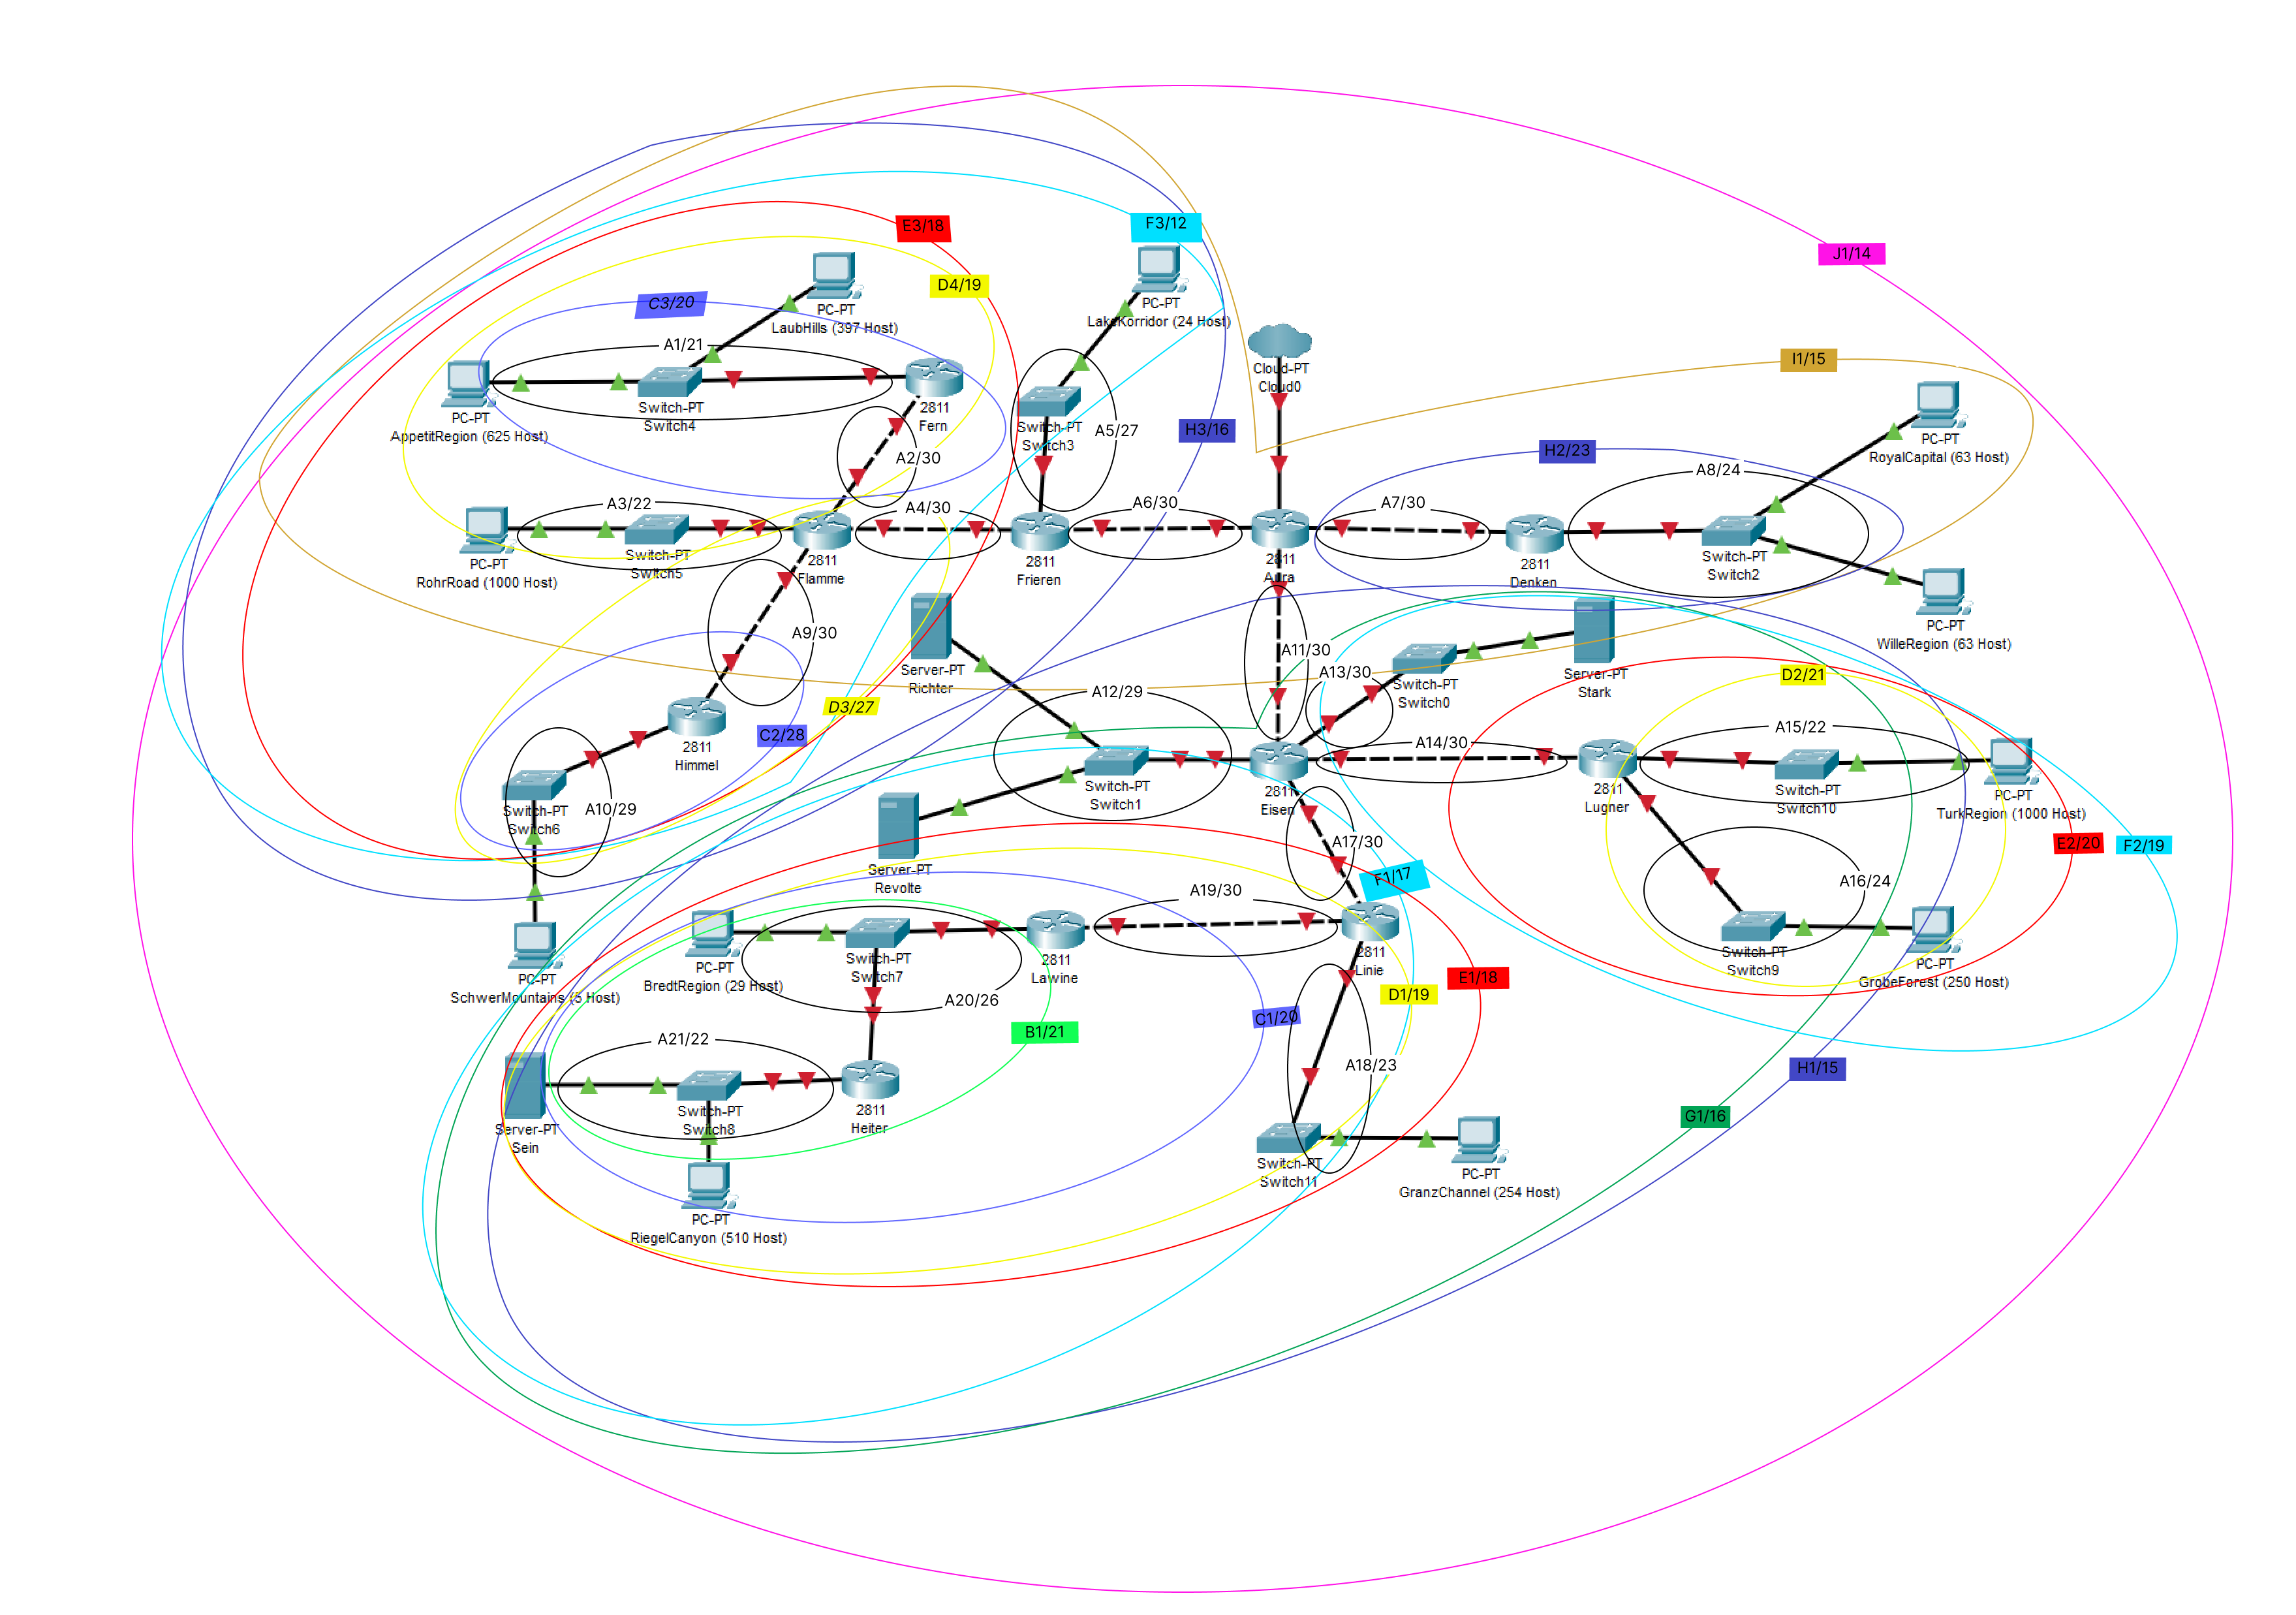 F3/12
E3/18
J1/14
D4/19
C3/20
PC-PT
LaubHills (397 Host)
PC-PT
LakeKorridor (24 Host)
A1/21
Cloud-PT
Cloud0
I1/15
PC-PT
AppetitRegion (625 Host)
Switch-PT
Switch4
2811
Fern
Switch-PT
Switch3
A5/27
H3/16
H2/23
PC-PT
RoyalCapital (63 Host)
A2/30
A8/24
A3/22
A4/30
A6/30
A7/30
PC-PT
RohrRoad (1000 Host)
Switch-PT
Switch5
2811
Flamme
2811
Frieren
2811
Aura
2811
Denken
Switch-PT
Switch2
A9/30
PC-PT
WilleRegion (63 Host)
Server-PT
Richter
A11/30
A13/30
Switch-PT
Switch0
Server-PT
Stark
D2/21
A12/29
D3/27
C2/28
2811
Himmel
A14/30
A15/22
Switch-PT
Switch6
A10/29
Switch-PT
Switch1
2811
Eisen
2811
Lugner
Switch-PT
Switch10
PC-PT
TurkRegion (1000 Host)
A17/30
E2/20
F2/19
Server-PT
Revolte
F1/17
A19/30
A16/24
PC-PT
SchwerMountains (5 Host)
PC-PT
BredtRegion (29 Host)
Switch-PT
Switch7
2811
Lawine
2811
Linie
Switch-PT
Switch9
PC-PT
GrobeForest (250 Host)
E1/18
D1/19
A20/26
C1/20
B1/21
A21/22
A18/23
H1/15
Server-PT
Sein
Switch-PT
Switch8
2811
Heiter
G1/16
Switch-PT
Switch11
PC-PT
GranzChannel (254 Host)
PC-PT
RiegelCanyon (510 Host)